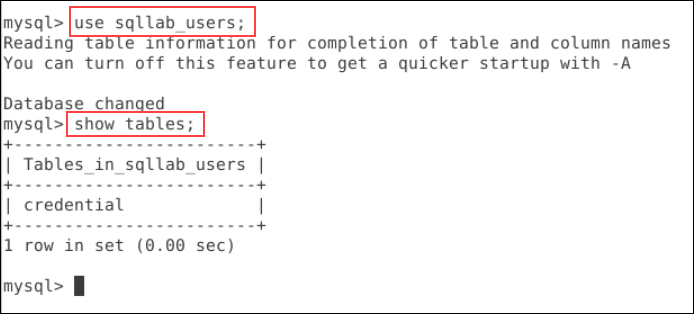 mysql> use sqllab_users;
Reading table information for completion of table and column names
You can turn off this feature to get a quicker startup with -A

Database changed
mysql> show tables;
+------------------------+
| Tables_in_sqllab_users |
+------------------------+
| credential             |
+------------------------+
1 row in set (0.00 sec)

mysql>